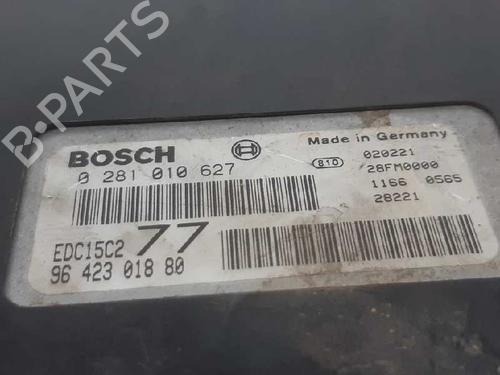 B-PARTS
BOSCH
Made in Germany
0 281 010 627
810
020221
28FM0000
1166 0565
28221
EDC15C2 77
96 423 018 80